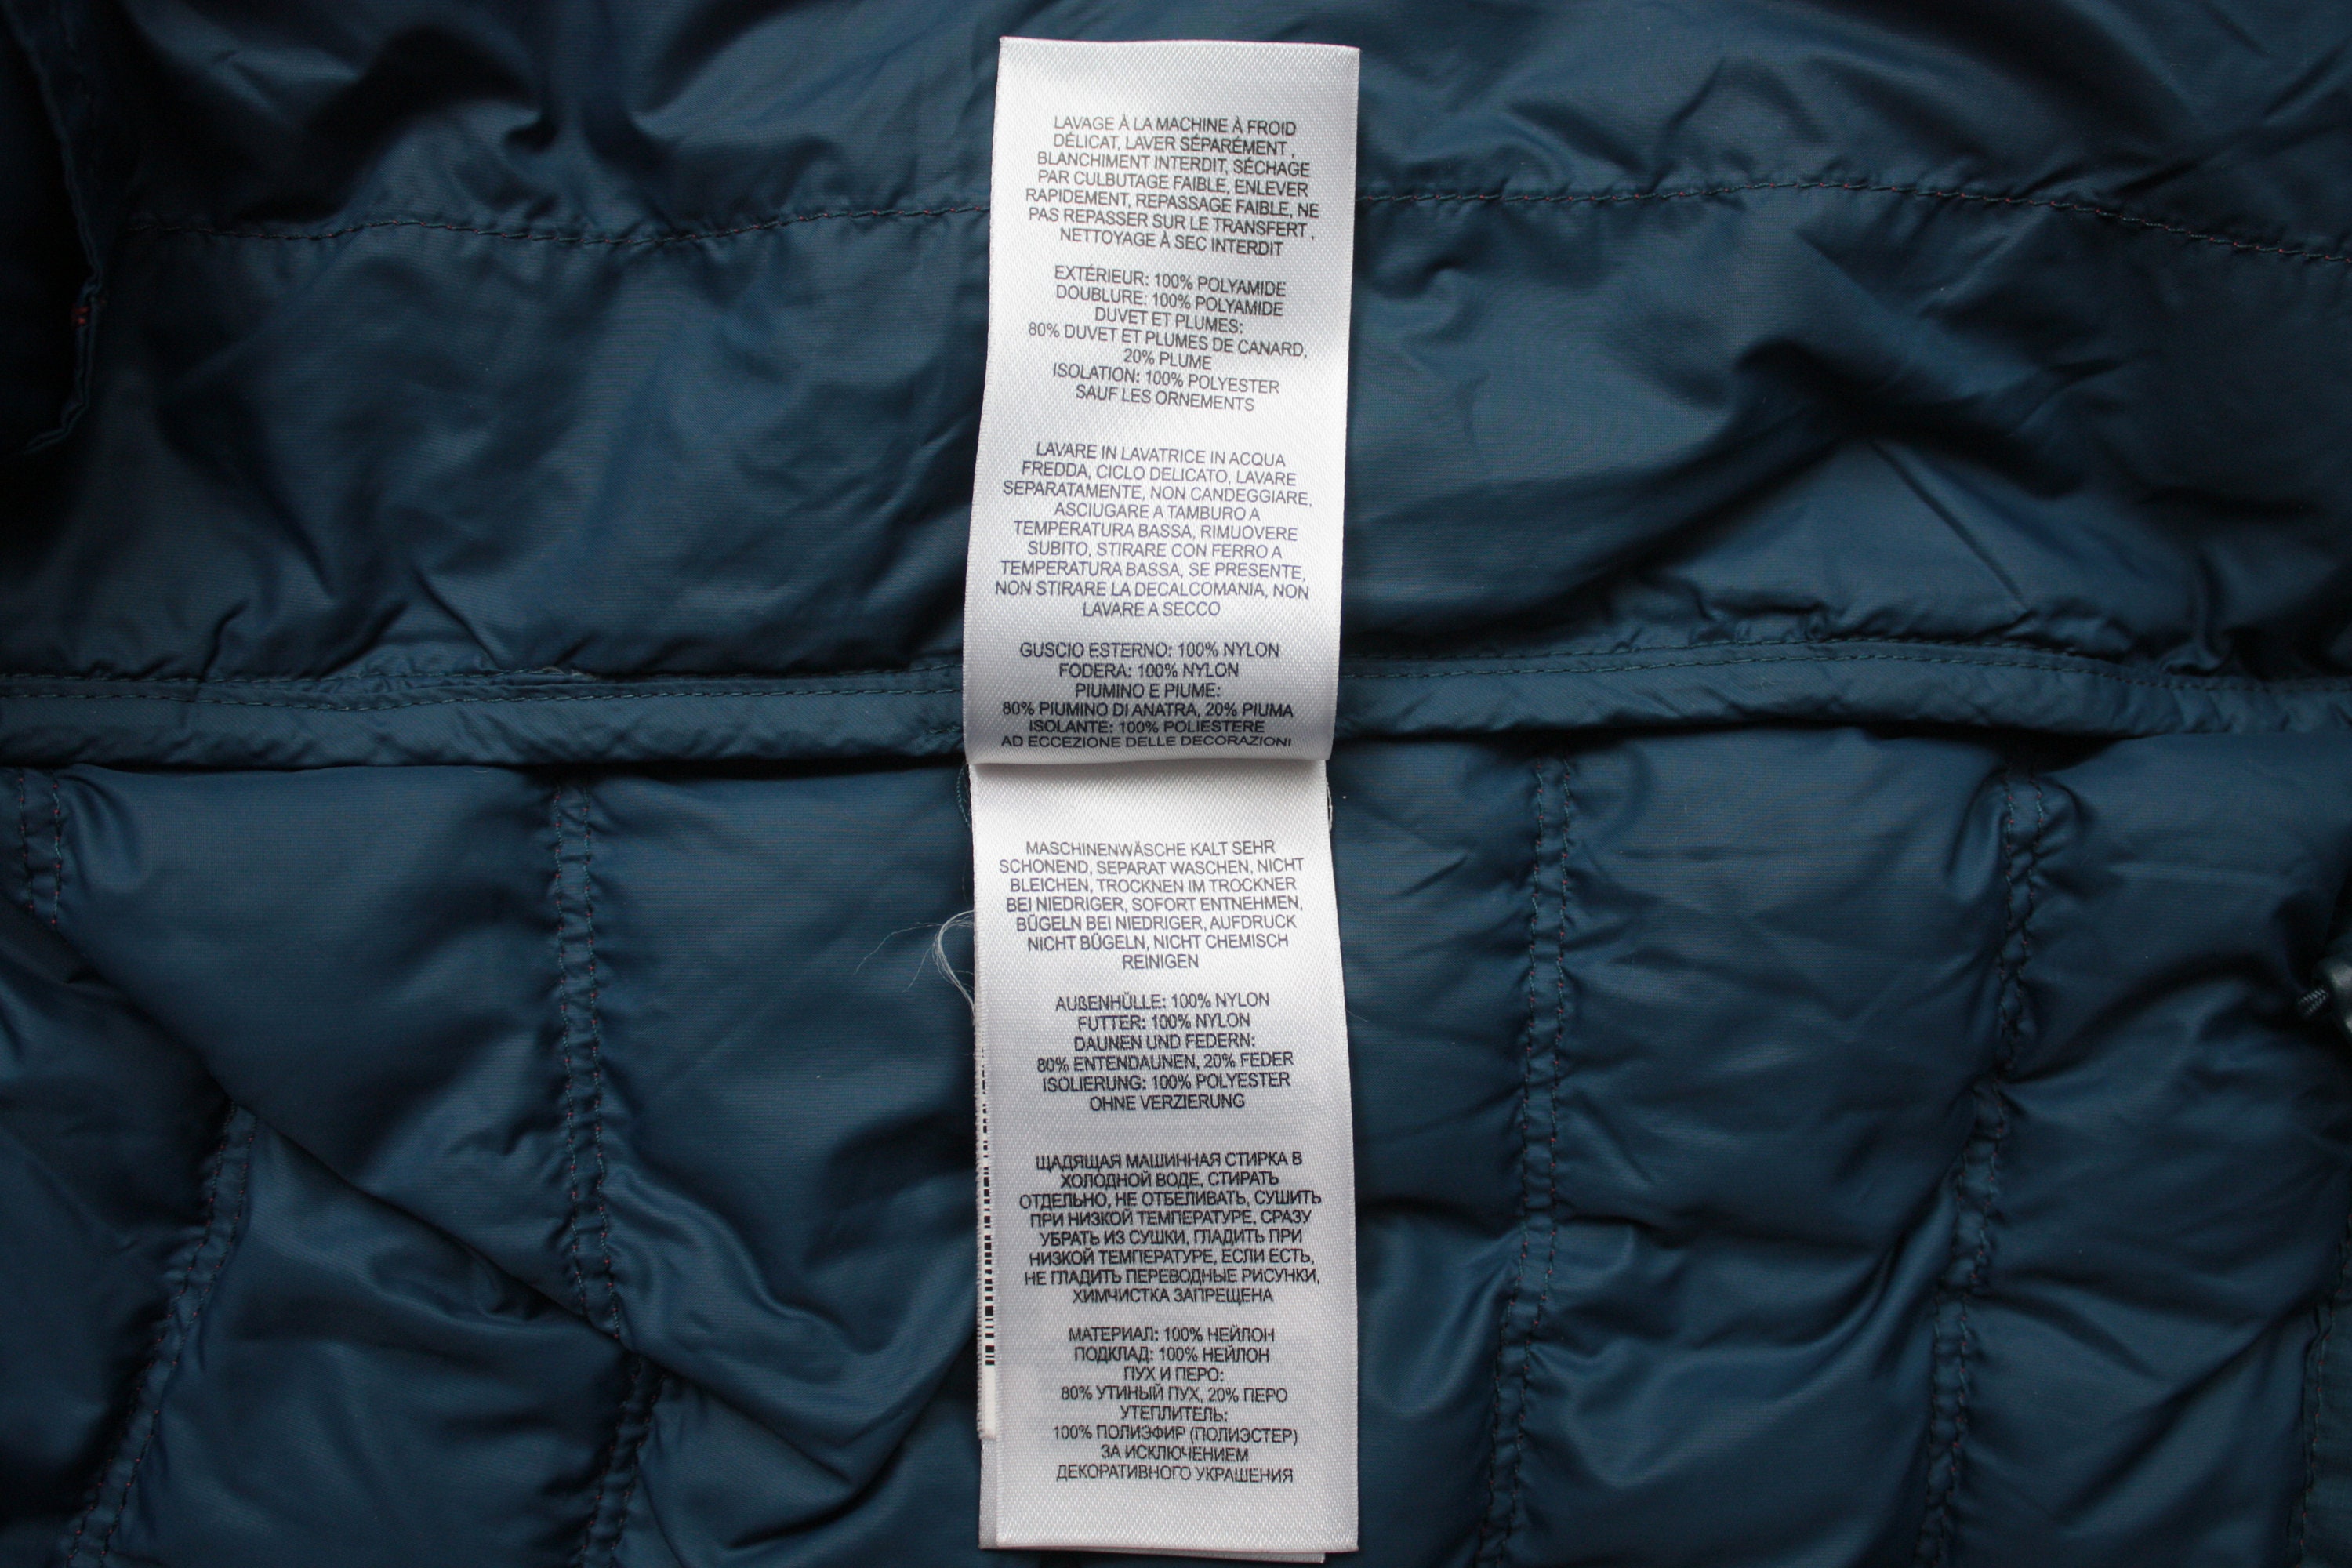 LAVAGE À LA MACHINE À FROID
DÉLICAT, LAVER SÉPARÉMENT ,
BLANCHIMENT INTERDIT, SÉCHAGE
PAR CULBUTAGE FAIBLE, ENLEVER
RAPIDEMENT, REPASSAGE FAIBLE, NE
PAS REPASSER SUR LE TRANSFERT ,
NETTOYAGE À SEC INTERDIT
EXTÉRIEUR: 100% POLYAMIDE
DOUBLURE: 100% POLYAMIDE
DUVET ET PLUMES:
80% DUVET ET PLUMES DE CANARD,
20% PLUME
ISOLATION: 100% POLYESTER
SAUF LES ORNEMENTS
LAVARE IN LAVATRICE IN ACQUA
FREDDA, CICLO DELICATO, LAVARE
SEPARATAMENTE, NON CANDEGGIARE,
ASCIUGARE A TAMBURO A
TEMPERATURA BASSA, RIMUOVERE
SUBITO, STIRARE CON FERRO A
TEMPERATURA BASSA, SE PRESENTE,
NON STIRARE LA DECALCOMANIA, NON
LAVARE A SECCO
GUSCIO ESTERNO: 100% NYLON
FODERA: 100% NYLON
PIUMINO E PIUME:
80% PIUMINO DI ANATRA, 20% PIUMA
ISOLANTE: 100% POLIESTERE
AD ECCEZIONE DELLE DECORAZIONI
MASCHINENWÄSCHE KALT SEHR
SCHONEND, SEPARAT WASCHEN, NICHT
BLEICHEN, TROCKNEN IM TROCKNER
BEI NIEDRIGER, SOFORT ENTNEHMEN,
BÜGELN BEI NIEDRIGER, AUFDRUCK
NICHT BÜGELN, NICHT CHEMISCH
REINIGEN
AUßENHÜLLE: 100% NYLON
FUTTER: 100% NYLON
DAUNEN UND FEDERN:
80% ENTENDAUNEN, 20% FEDER
ISOLIERUNG: 100% POLYESTER
OHNE VERZIERUNG
ЩАДЯЩАЯ МАШИННАЯ СТИРКА В
ХОЛОДНОЙ ВОДЕ, СТИРАТЬ
ОТДЕЛЬНО, НЕ ОТБЕЛИВАТЬ, СУШИТЬ
ПРИ НИЗКОЙ ТЕМПЕРАТУРЕ, СРАЗУ
УБРАТЬ ИЗ СУШКИ, ГЛАДИТЬ ПРИ
НИЗКОЙ ТЕМПЕРАТУРЕ, ЕСЛИ ЕСТЬ,
НЕ ГЛАДИТЬ ПЕРЕВОДНЫЕ РИСУНКИ,
ХИМЧИСТКА ЗАПРЕЩЕНА
МАТЕРИАЛ: 100% НЕЙЛОН
ПОДКЛАД: 100% НЕЙЛОН
ПУХ И ПЕРО:
80% УТИНЫЙ ПУХ, 20% ПЕРО
УТЕПЛИТЕЛЬ:
100% ПОЛИЭФИР (ПОЛИЭСТЕР)
ЗА ИСКЛЮЧЕНИЕМ
ДЕКОРАТИВНОГО УКРАШЕНИЯ